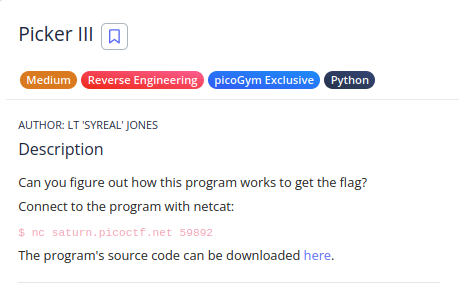 Picker III
Medium Reverse Engineering picoGym Exclusive Python
AUTHOR: LT 'SYREAL' JONES
Description
Can you figure out how this program works to get the flag?
Connect to the program with netcat:
$ nc saturn.picoctf.net 59892
The program's source code can be downloaded here.